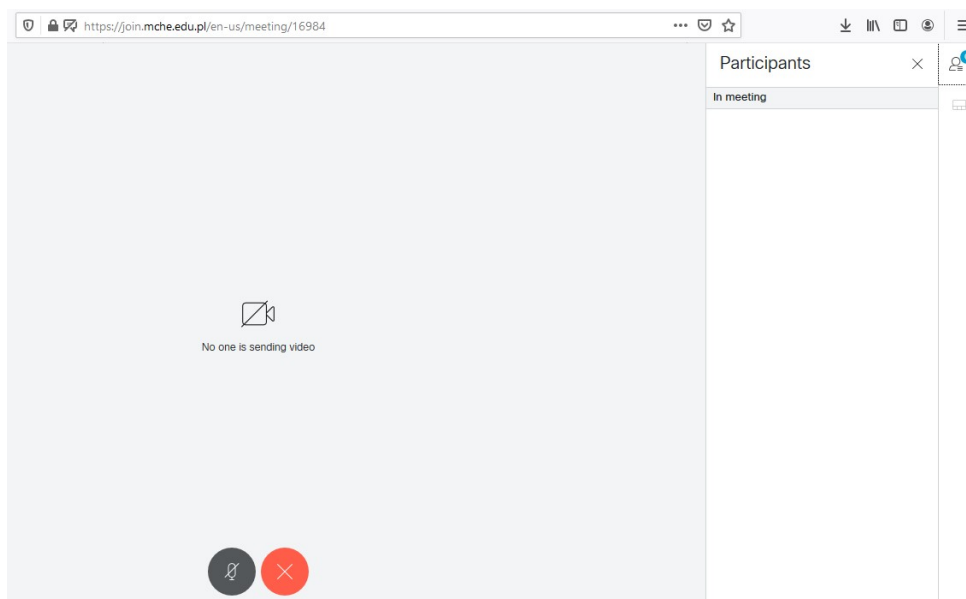 https://join.mche.edu.pl/en-us/meeting/16984
Participants
In meeting
No one is sending video